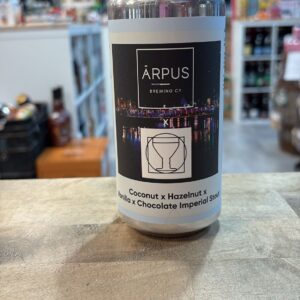 ĀRPUS
BREWING CO
X
Coconut x Hazelnut x
Vanilla x Chocolate Imperial Stout